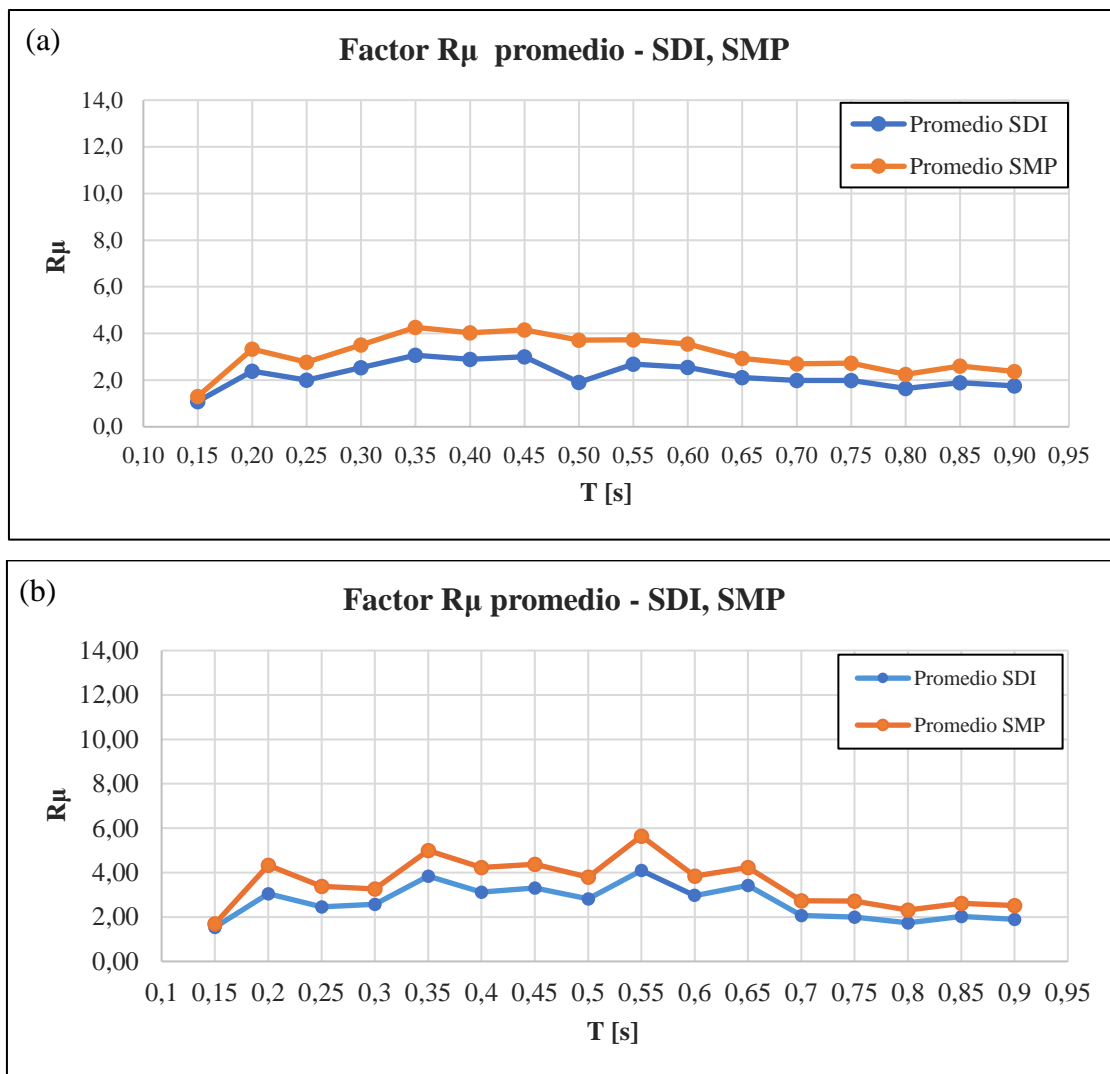 (a)
Factor Rμ promedio - SDI, SMP
14,0
12,0
10,0
8,0
6,0
4,0
2,0
0,0
Rμ
Promedio SDI
Promedio SMP
0,10 0,15 0,20 0,25 0,30 0,35 0,40 0,45 0,50 0,55 0,60 0,65 0,70 0,75 0,80 0,85 0,90 0,95
T [s]
(b)
Factor Rμ promedio - SDI, SMP
14,00
12,00
10,00
8,00
6,00
4,00
2,00
0,00
Rμ
Promedio SDI
Promedio SMP
0,1 0,15 0,2 0,25 0,3 0,35 0,4 0,45 0,5 0,55 0,6 0,65 0,7 0,75 0,8 0,85 0,9 0,95
T [s]